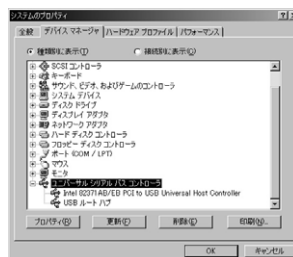 システムのプロパティ
全般 デバイス マネージャ ハードウェア プロファイル パフォーマンス
種類別に表示(T) 接続別に表示(C)
SCSI コントローラ
キーボード
サウンド、ビデオ、およびゲームのコントローラ
システム デバイス
ディスク ドライブ
ディスプレイ アダプタ
ネットワーク アダプタ
ハード ディスク コントローラ
フロッピー ディスク コントローラ
ポート (COM / LPT)
マウス
モニタ
ユニバーサル シリアル バス コントローラ
Intel 82371AB/EB PCI to USB Universal Host Controller
USB ルート ハブ
プロパティ(R) 更新(F) 削除(E) 印刷(N)...
OK キャンセル